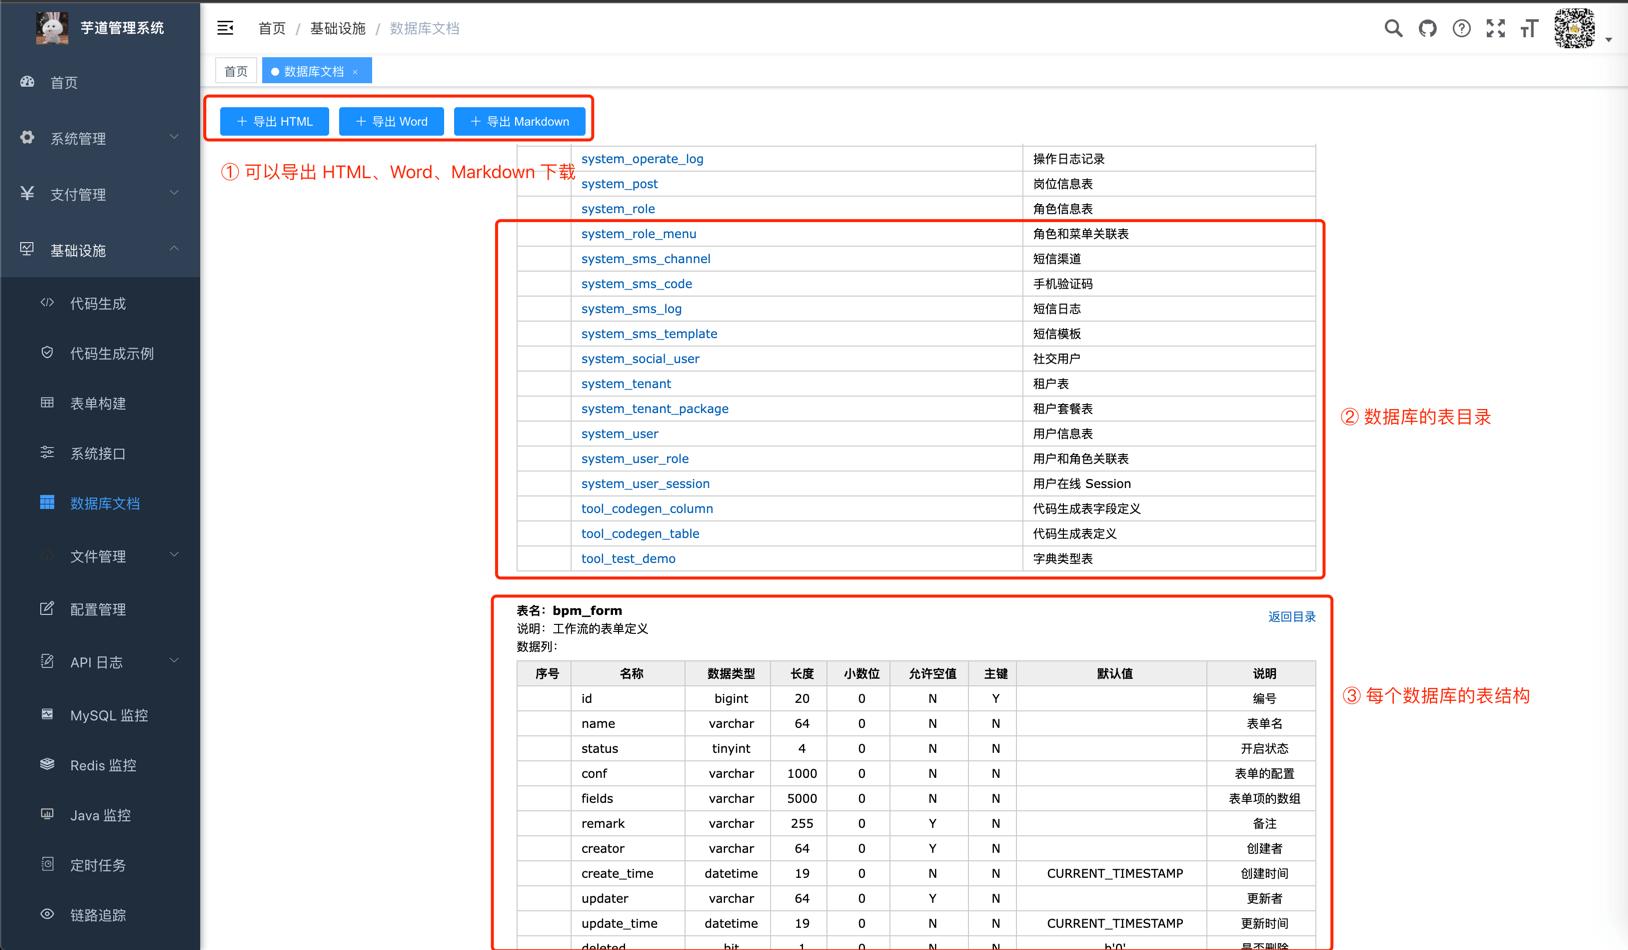 芋道管理系统
首页 / 基础设施 / 数据库文档
首页
数据库文档 ×
首页
系统管理
支付管理
基础设施
代码生成
代码生成示例
表单构建
系统接口
数据库文档
文件管理
配置管理
API 日志
MySQL 监控
Redis 监控
Java 监控
定时任务
链路追踪
+ 导出 HTML + 导出 Word + 导出 Markdown
① 可以导出 HTML、Word、Markdown 下载
system_operate_log 操作日志记录
system_post 岗位信息表
system_role 角色信息表
system_role_menu 角色和菜单关联表
system_sms_channel 短信渠道
system_sms_code 手机验证码
system_sms_log 短信日志
system_sms_template 短信模板
system_social_user 社交用户
system_tenant 租户表
system_tenant_package 租户套餐表
system_user 用户信息表
system_user_role 用户和角色关联表
system_user_session 用户在线 Session
tool_codegen_column 代码生成表字段定义
tool_codegen_table 代码生成表定义
tool_test_demo 字典类型表
② 数据库的表目录
表名：bpm_form
返回目录
说明：工作流的表单定义
数据列：
序号 名称 数据类型 长度 小数位 允许空值 主键 默认值 说明
id bigint 20 0 N Y 编号
name varchar 64 0 N N 表单名
status tinyint 4 0 N N 开启状态
conf varchar 1000 0 N N 表单的配置
fields varchar 5000 0 N N 表单项的数组
remark varchar 255 0 Y N 备注
creator varchar 64 0 Y N 创建者
create_time datetime 19 0 N N CURRENT_TIMESTAMP 创建时间
updater varchar 64 0 Y N 更新者
update_time datetime 19 0 N N CURRENT_TIMESTAMP 更新时间
deleted bit 1 0 N N b'0' 是否删除
③ 每个数据库的表结构